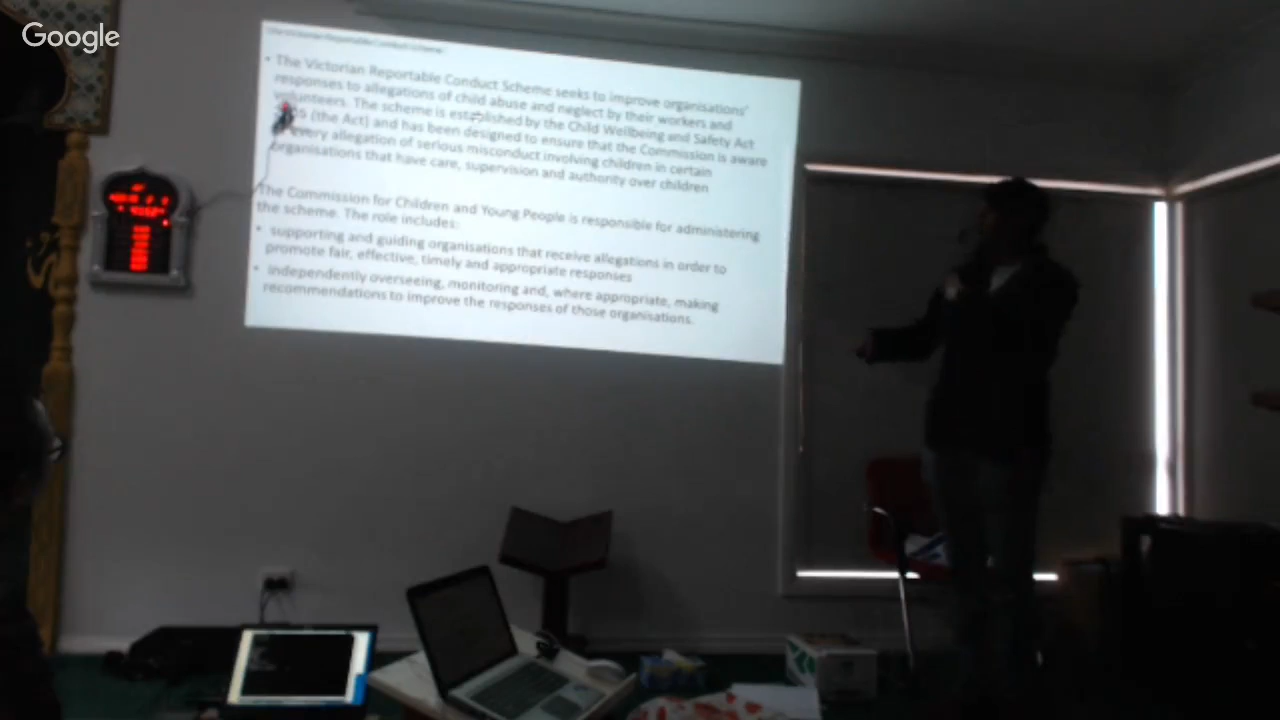 Google
The Victorian Reportable Conduct Scheme
• The Victorian Reportable Conduct Scheme seeks to improve organisations'
responses to allegations of child abuse and neglect by their workers and
volunteers. The scheme is established by the Child Wellbeing and Safety Act
(the Act) and has been designed to ensure that the Commission is aware
every allegation of serious misconduct involving children in certain
organisations that have care, supervision and authority over children
The Commission for Children and Young People is responsible for administering
the scheme. The role includes:
• supporting and guiding organisations that receive allegations in order to
promote fair, effective, timely and appropriate responses
• independently overseeing, monitoring and, where appropriate, making
recommendations to improve the responses of those organisations.